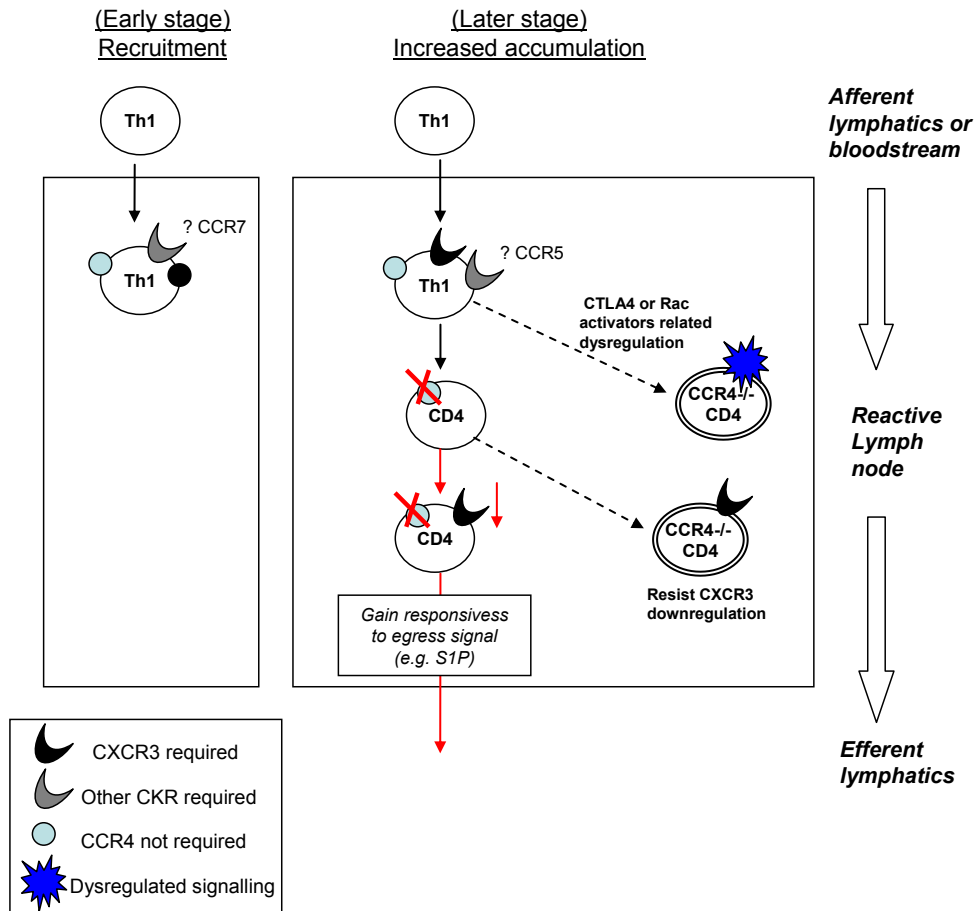 (Early stage)
Recruitment
(Later stage)
Increased accumulation
Th1
Th1
Afferent
lymphatics or
bloodstream
? CCR7
Th1
? CCR5
Th1
CTLA4 or Rac
activators related
dysregulation
CCR4-/-
CD4
CD4
Reactive
Lymph
node
CD4
CCR4-/-
CD4
Resist CXCR3
downregulation
Gain responsivess
to egress signal
(e.g. S1P)
Efferent
lymphatics
CXCR3 required
Other CKR required
CCR4 not required
Dysregulated signalling